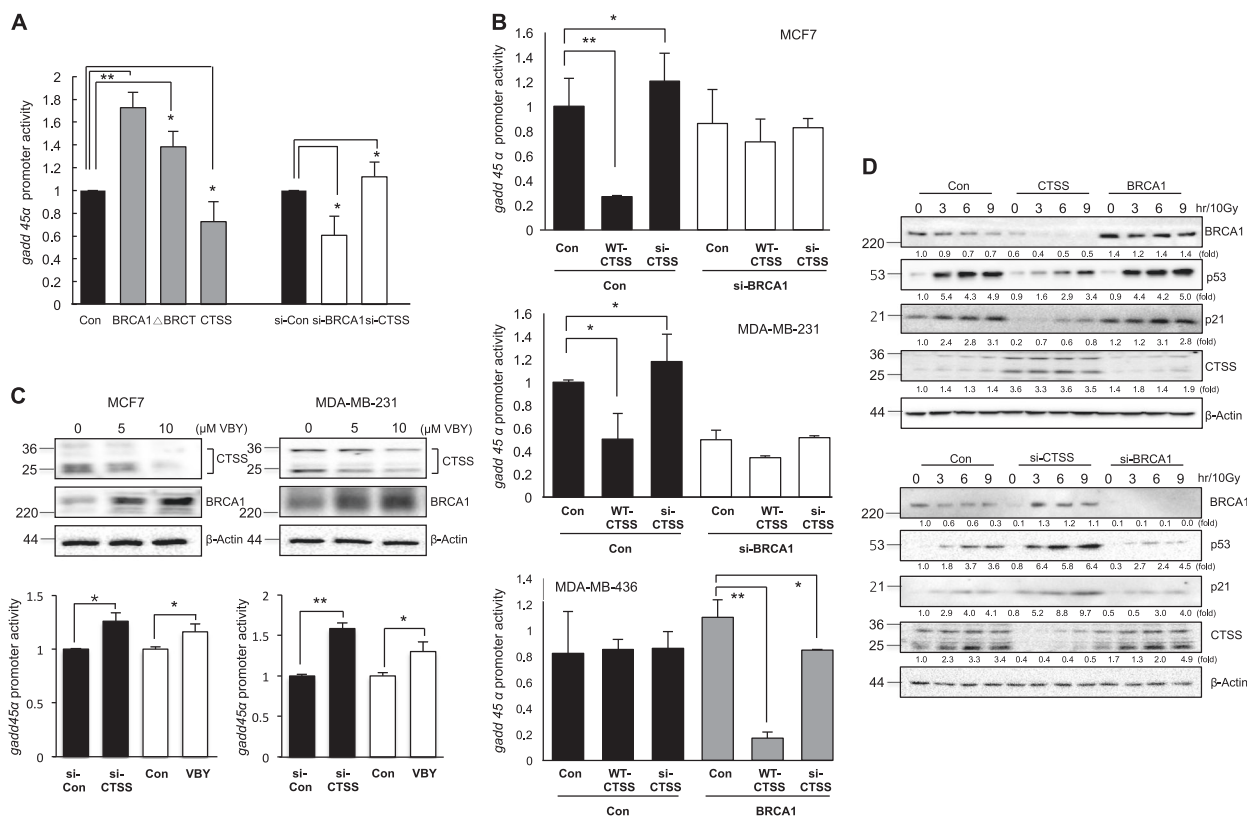 A
gadd 45α promoter activity
2
1.8
1.6
1.4
1.2
1
0.8
0.6
0.4
0.2
0
** * * * *
Con BRCA1 △BRCT CTSS si-Con si-BRCA1 si-CTSS
B
MCF7
gadd 45 α promoter activity
1.6
1.4
1.2
1
0.8
0.6
0.4
0.2
0
*
**
Con WT-CTSS si-CTSS Con WT-CTSS si-CTSS
Con si-BRCA1
MDA-MB-231
gadd 45 α promoter activity
1.6
1.4
1.2
1
0.8
0.6
0.4
0.2
0
*
*
Con WT-CTSS si-CTSS Con WT-CTSS si-CTSS
Con si-BRCA1
MDA-MB-436
gadd 45 α promoter activity
1.4
1.2
1
0.8
0.6
0.4
0.2
0
** *
Con WT-CTSS si-CTSS Con WT-CTSS si-CTSS
Con BRCA1
C
MCF7 MDA-MB-231
0 5 10 (μM VBY) 0 5 10 (μM VBY)
36 CTSS 36 CTSS
25 25
BRCA1 BRCA1
220 220
44 β-Actin 44 β-Actin
gadd45α promoter activity
1.5
1
0.5
0
* *
si-Con si-CTSS Con VBY
gadd45α promoter activity
2
1.5
1
0.5
0
** *
si-Con si-CTSS Con VBY
D
Con CTSS BRCA1
0 3 6 9 0 3 6 9 0 3 6 9 hr/10Gy
BRCA1
220
1.0 0.9 0.7 0.7 0.6 0.4 0.5 0.5 1.4 1.2 1.4 1.4 (fold)
53 p53
1.0 5.4 4.3 4.9 0.9 1.6 2.9 3.4 0.9 4.4 4.2 5.0 (fold)
21 p21
1.0 2.4 2.8 3.1 0.2 0.7 0.6 0.8 1.2 1.2 3.1 2.8 (fold)
36 CTSS
25
1.0 1.4 1.3 1.4 3.6 3.3 3.6 3.5 1.4 1.8 1.4 1.9 (fold)
44 β-Actin
Con si-CTSS si-BRCA1
0 3 6 9 0 3 6 9 0 3 6 9 hr/10Gy
BRCA1
220
1.0 0.6 0.6 0.3 0.1 1.3 1.2 1.1 0.1 0.1 0.1 0.0 (fold)
53 p53
1.0 1.8 3.7 3.6 0.8 6.4 5.8 6.4 0.3 2.7 2.4 4.5 (fold)
21 p21
1.0 2.9 4.0 4.1 0.8 5.2 8.8 9.7 0.5 0.5 3.0 4.0 (fold)
36 CTSS
25
1.0 2.3 3.3 3.4 0.4 0.4 0.4 0.5 1.7 1.3 2.0 4.9 (fold)
44 β-Actin